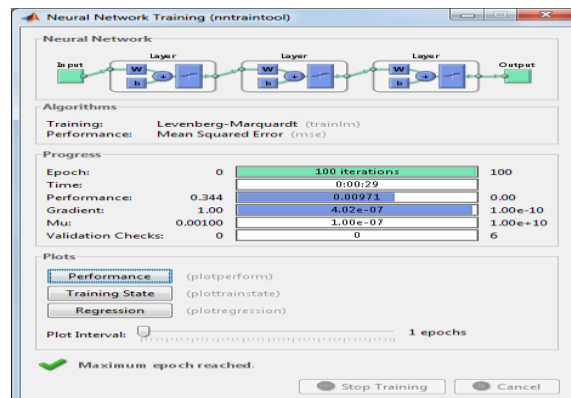 Neural Network Training (nntraintool)
Neural Network
Layer Layer Layer
Input W b + W b + W b + Output
Algorithms
Training: Levenberg-Marquardt (trainlm)
Performance: Mean Squared Error (mse)
Progress
Epoch: 0 100 iterations 100
Time: 0:00:29
Performance: 0.344 0.00971 0.00
Gradient: 1.00 4.02e-07 1.00e-10
Mu: 0.00100 1.00e-07 1.00e+10
Validation Checks: 0 0 6
Plots
Performance (plotperform)
Training State (plottrainstate)
Regression (plotregression)
Plot Interval: 1 epochs
Maximum epoch reached.
Stop Training Cancel